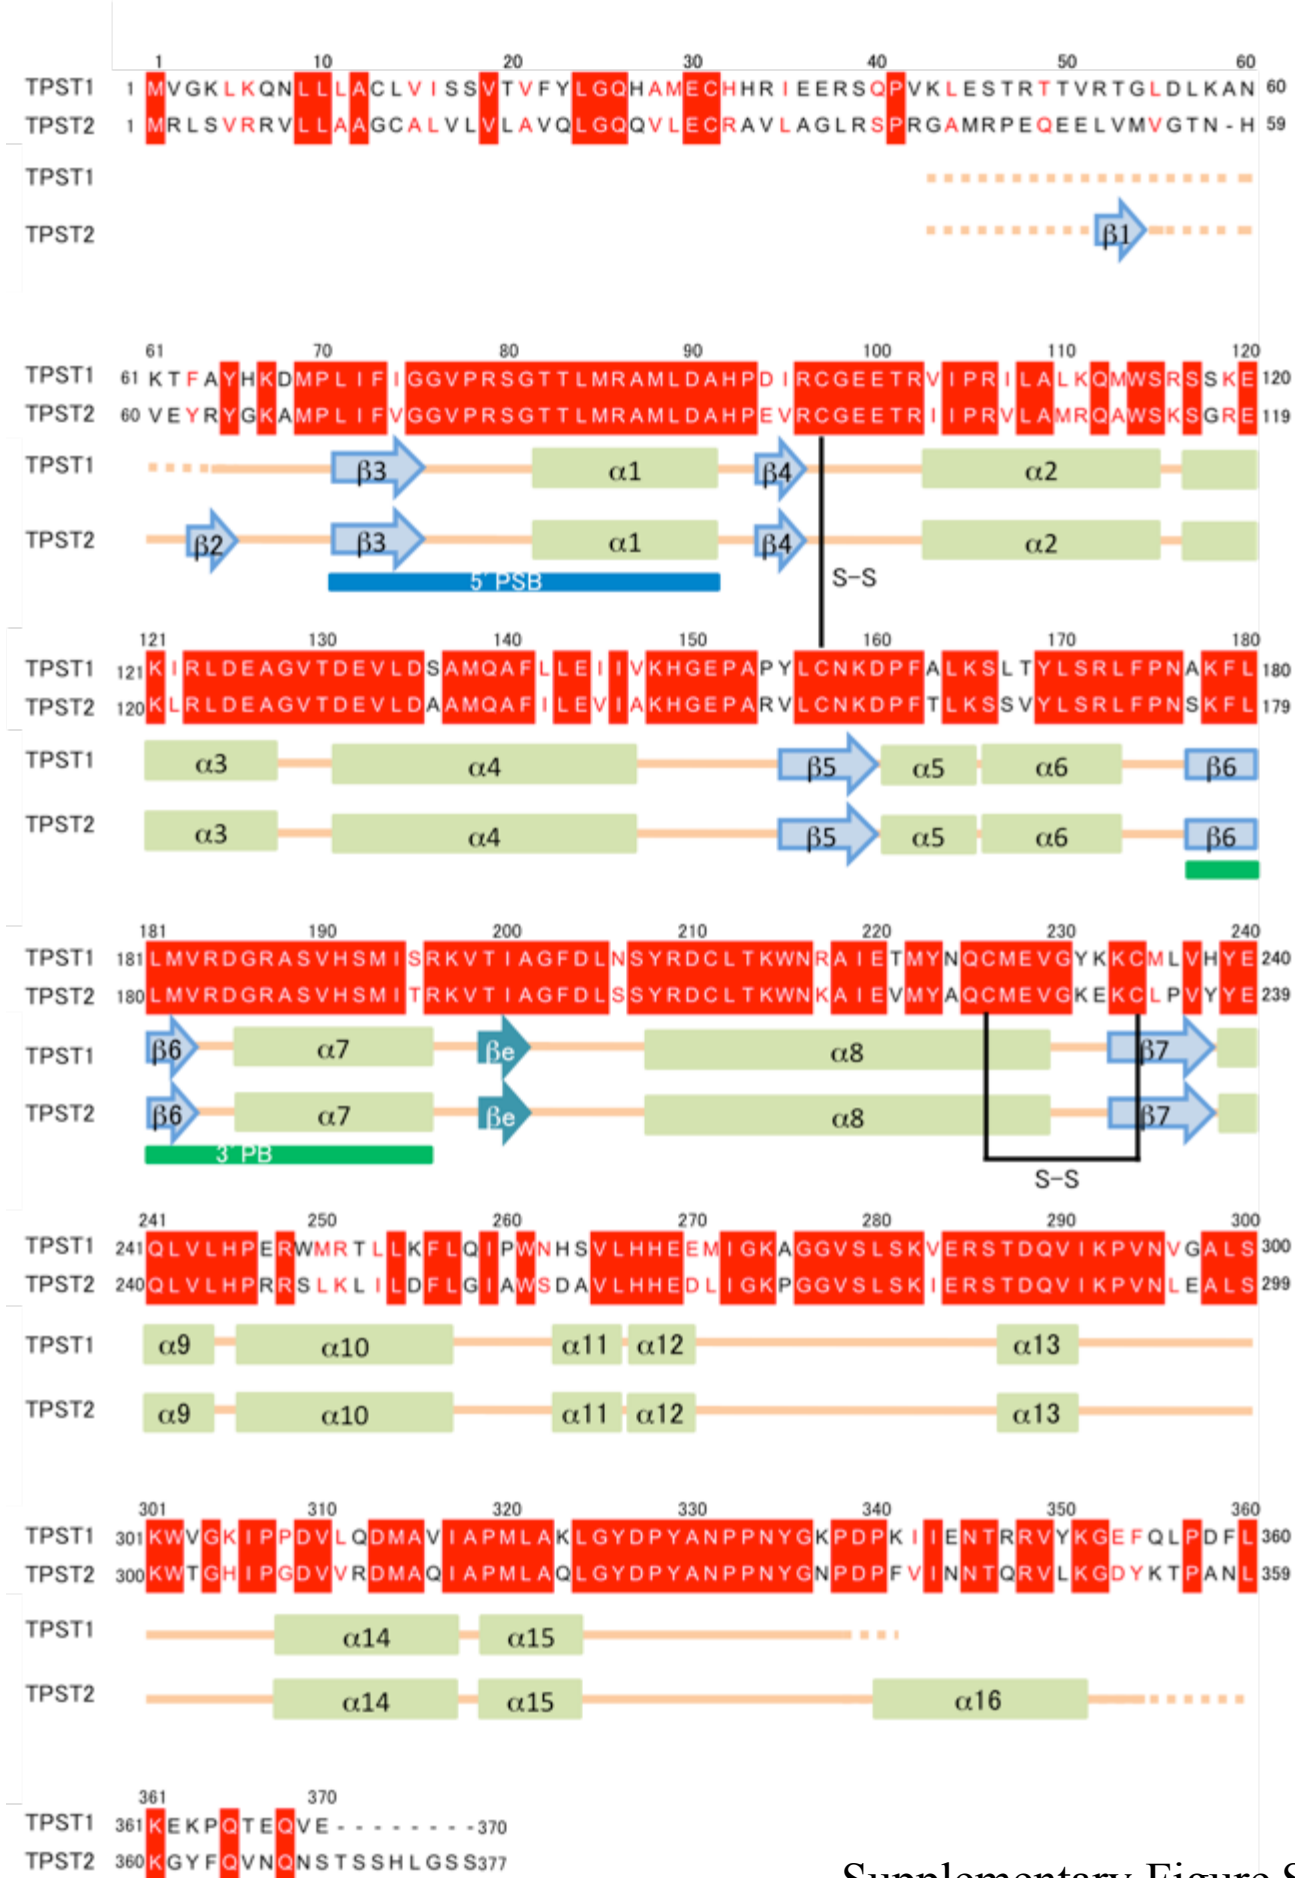 1 10 20 30 40 50 60
TPST1 1 MVGKLKQNLLLACLVISSVTVFYLGQHAMECHHRIEERSQPVKLESTRTTVRTGLDLKAN 60
TPST2 1 MRLSVRRVLLAAGCALVLVLAVQLGQQVLECRAVLAGLRSPRGAMRPEQEELVMVGTN-H 59
TPST1
TPST2 β1
61 70 80 90 100 110 120
TPST1 61 KTFAYHKDMPLIFIGGVPRSGTTLMRAMLDAHPDIRCGEETRVIPRILALKQMWSRSSKE 120
TPST2 60 VEYRYGKAMPLIFVGGVPRSGTTLMRAMLDAHPEVRCGEETRIIPRVLAMRQAWSKSGRE 119
TPST1 β3 α1 β4 α2
TPST2 β2 β3 α1 β4 α2
5´ PSB S-S
121 130 140 150 160 170 180
TPST1 121 KIRLDEAGVTDEVLDSAMQAFLLEIIVKHGEPAPYLCNKDPFALKSLTYLSRLFPNAKFL 180
TPST2 120 KLRLDEAGVTDEVLDAAMQAFILEVIAKHGEPARVLCNKDPFTLKSSVYLSRLFPNSKFL 179
TPST1 α3 α4 β5 α5 α6 β6
TPST2 α3 α4 β5 α5 α6 β6
181 190 200 210 220 230 240
TPST1 181 LMVRDGRASVHSMISRKVTIAGFDLNSYRDCLTKWNRAIETMYNQCMEVGYKKCMLVHYE 240
TPST2 180 LMVRDGRASVHSMITRKVTIAGFDLSSYRDCLTKWNKAIEVMYAQCMEVGKEKCLPVYYE 239
TPST1 β6 α7 βe α8 β7
TPST2 β6 α7 βe α8 β7
3´ PB
S-S
241 250 260 270 280 290 300
TPST1 241 QLVLHPERWMRTLLKFLQIPWNHSVLHHEEMIGKAGGVSLSKVERSTDQVIKPVNVGALS 300
TPST2 240 QLVLHPRRSLKLILDFLGIAWSDAVLHHEDLIGKPGGVSLSKIERSTDQVIKPVNLEALS 299
TPST1 α9 α10 α11 α12 α13
TPST2 α9 α10 α11 α12 α13
301 310 320 330 340 350 360
TPST1 301 KWVGKIPPDVLQDMAVIAPMLAKLGYDPYANPPNYGKPDPKIIENTRRVYKGEFQLPDFL 360
TPST2 300 KWTGHIPGDVVRDMAQIAPMLAQLGYDPYANPPNYGNPDPFVINNTQRVLKGDYKTPANL 359
TPST1 α14 α15
TPST2 α14 α15 α16
361 370
TPST1 361 KEKPQTEQVE--------370
TPST2 360 KGYFQVNQNSTSSHLGSS377
Supplementary Figure S